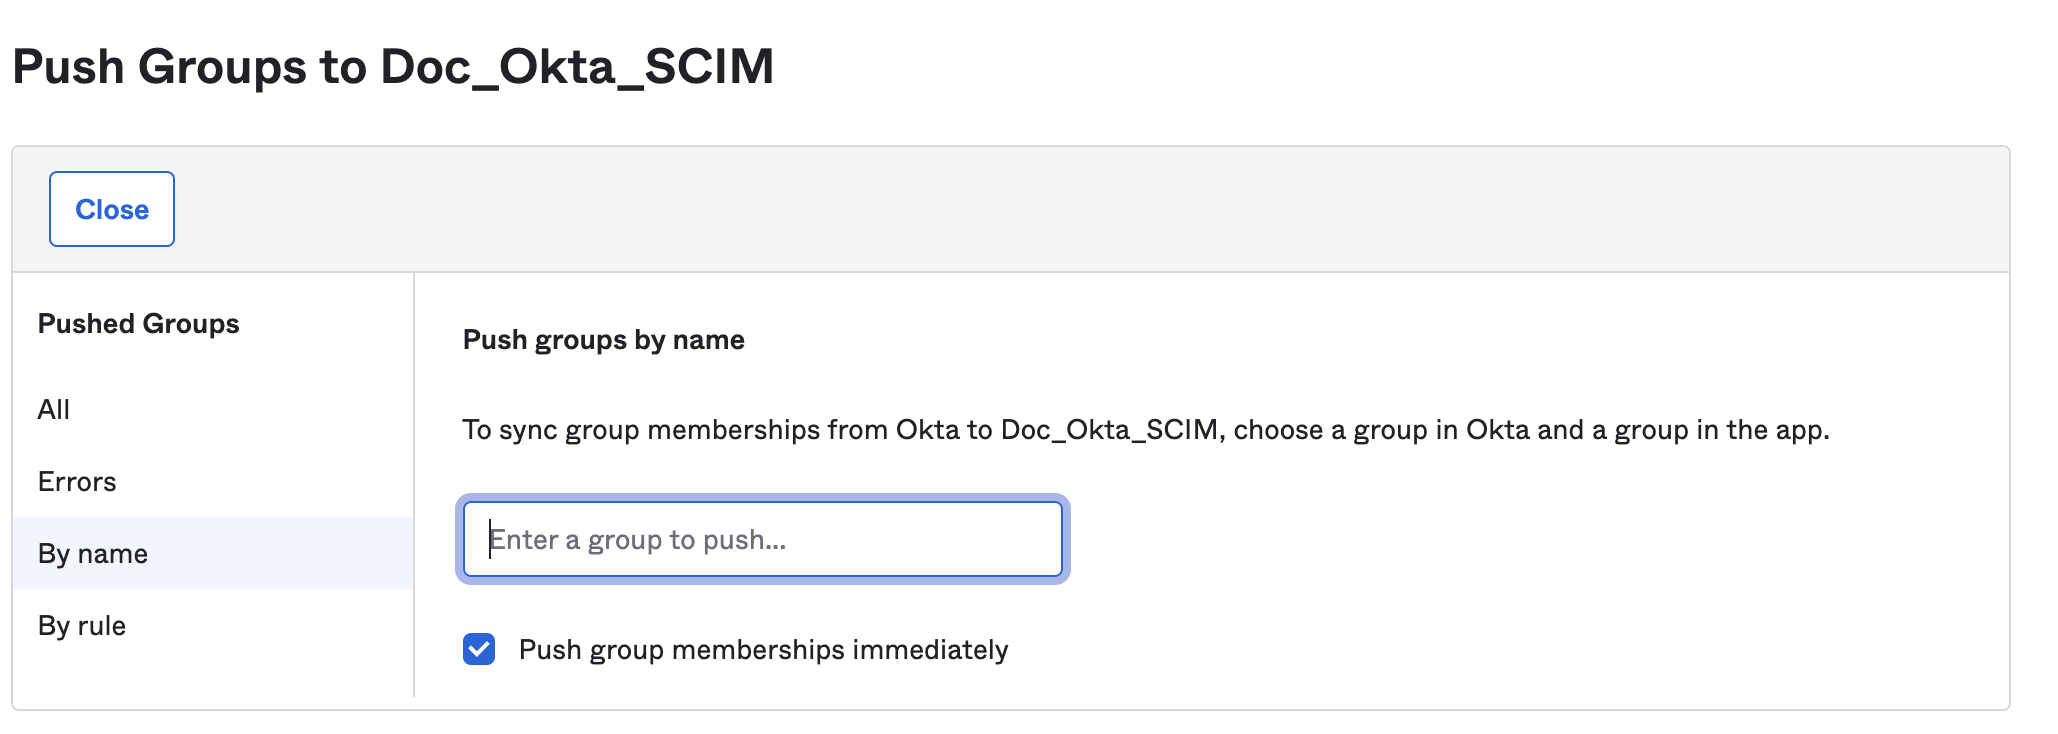 Push Groups to Doc_Okta_SCIM
Close
Pushed Groups
All
Errors
By name
By rule
Push groups by name
To sync group memberships from Okta to Doc_Okta_SCIM, choose a group in Okta and a group in the app.
Enter a group to push...
Push group memberships immediately